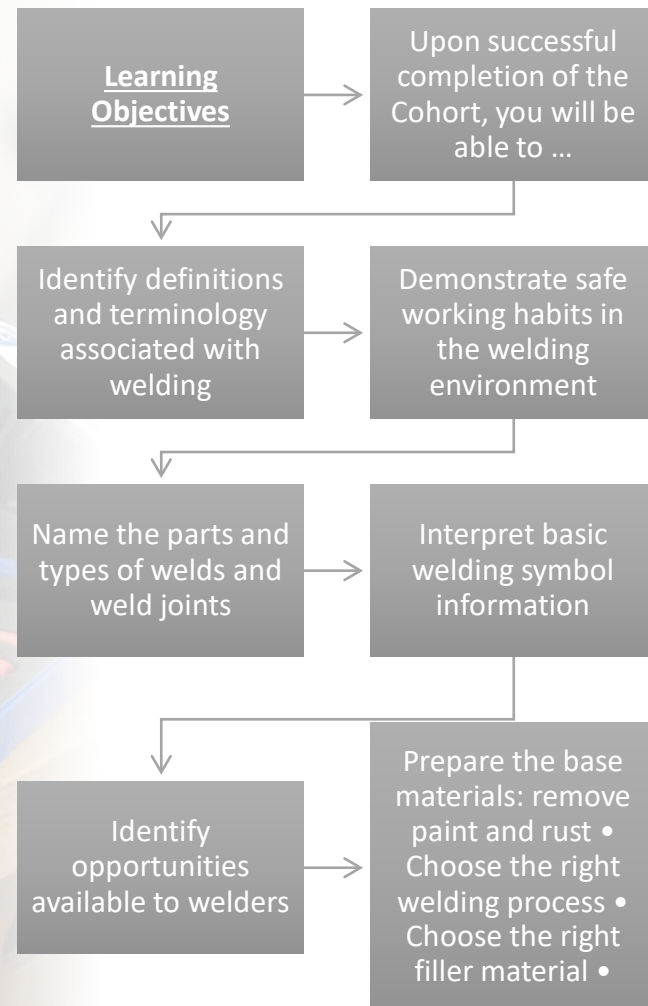 Learning
Objectives
Upon successful
completion of the
Cohort, you will be
able to …
Identify definitions
and terminology
associated with
welding
Demonstrate safe
working habits in
the welding
environment
Name the parts and
types of welds and
weld joints
Interpret basic
welding symbol
information
Identify
opportunities
available to welders
Prepare the base
materials: remove
paint and rust •
Choose the right
welding process •
Choose the right
filler material •